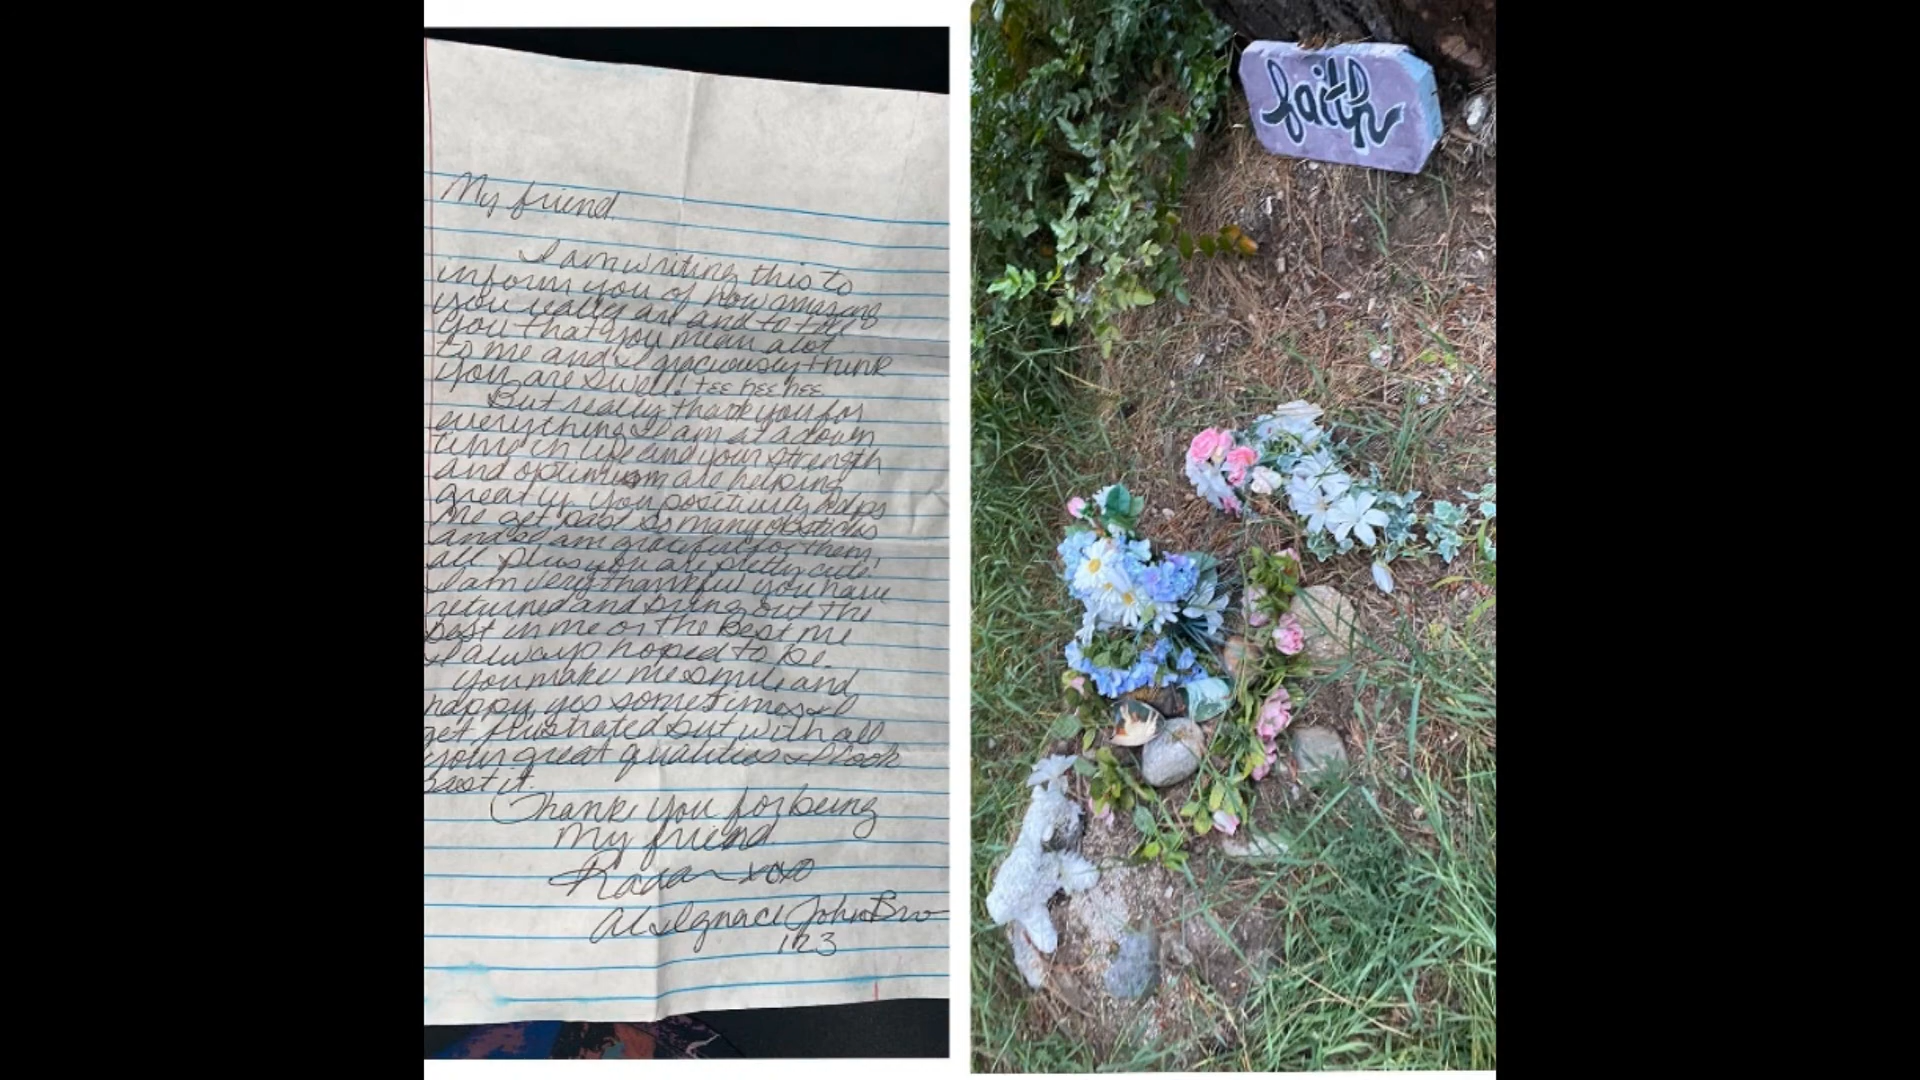 My friend
I am writing this to
inform you of how amazing
you really are and to tell
you that you mean alot
to me and I graciously think
you are swell! tee hee hee
But really thank you for
everything I am at a down
time in life and your strength
and optimism are helping
greatly. You positivity helps
me get past so many obstacles
and I am grateful for them
all plus you are pretty cute.
I am very thankful you have
returned and bring out the
best in me or the Best me
I always hoped to be.
you make me smile and
happy, yes sometimes I
get frustrated but with all
your great qualities I look
past it.
Thank you for being
My friend.
xoxo
Ignace John Bro
123
faith